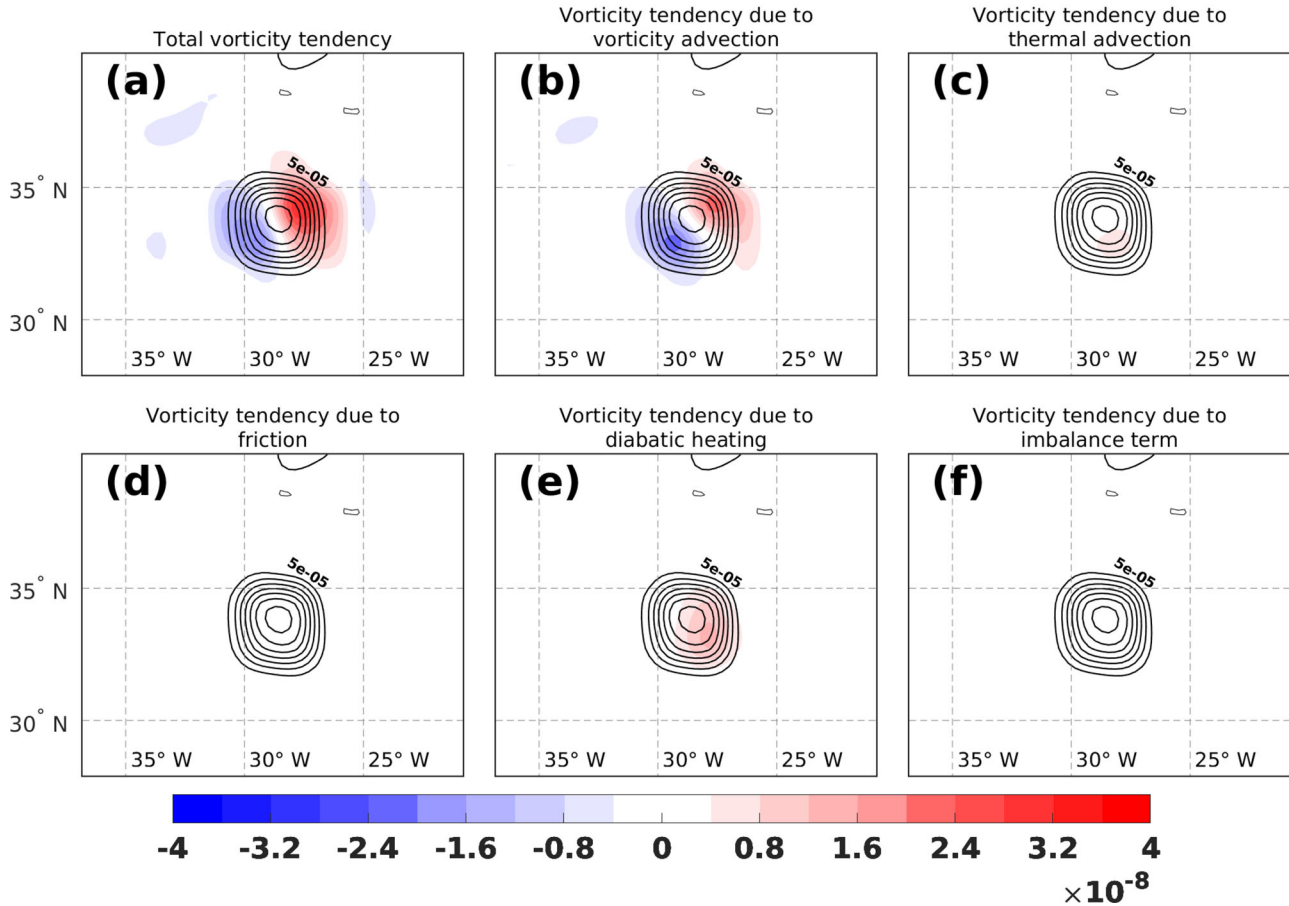 Total vorticity tendency
Vorticity tendency due to
vorticity advection
Vorticity tendency due to
thermal advection
(a)
(b)
(c)
5e-05
5e-05
5e-05
35° N
30° N
35° W 30° W 25° W
35° W 30° W 25° W
35° W 30° W 25° W
Vorticity tendency due to
friction
Vorticity tendency due to
diabatic heating
Vorticity tendency due to
imbalance term
(d)
(e)
(f)
5e-05
5e-05
5e-05
35° N
30° N
35° W 30° W 25° W
35° W 30° W 25° W
35° W 30° W 25° W
-4 -3.2 -2.4 -1.6 -0.8 0 0.8 1.6 2.4 3.2 4
×10⁻⁸